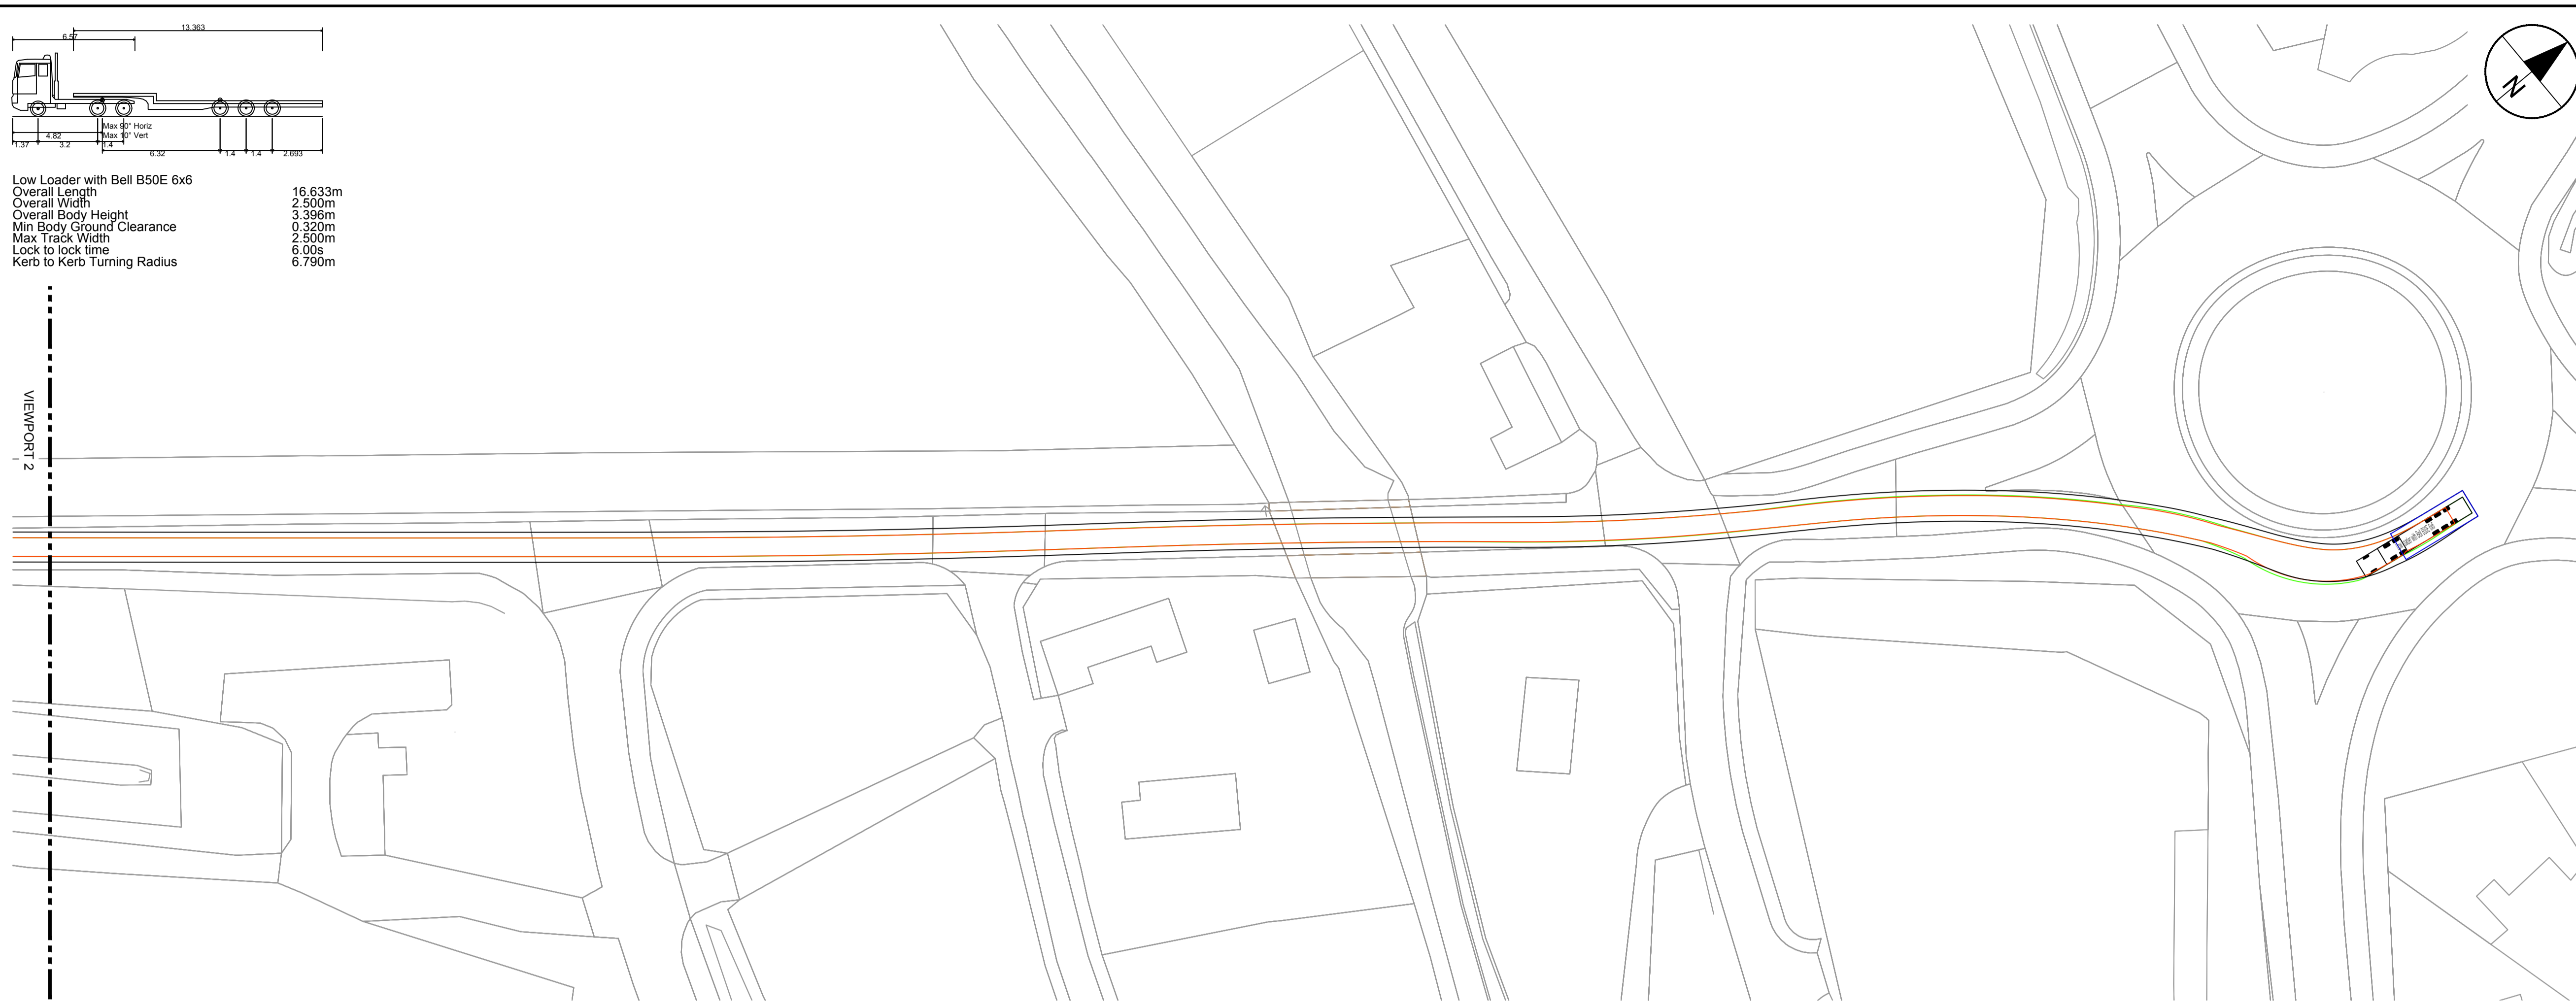 13.363
6.57
Max 90° Horiz
Max 10° Vert
4.82
1.37
3.2
1.4
6.32
1.4
1.4
2.693
Low Loader with Bell B50E 6x6
Overall Length 16.633m
Overall Width 2.500m
Overall Body Height 3.396m
Min Body Ground Clearance 0.320m
Max Track Width 2.500m
Lock to lock time 6.00s
Kerb to Kerb Turning Radius 6.790m
VIEWPORT 2
N